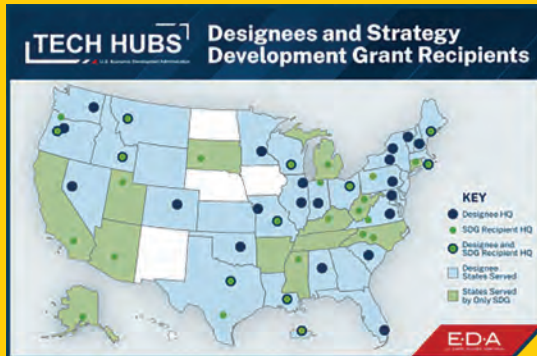 TECH HUBS
U.S. Economic Development Administration
Designees and Strategy
Development Grant Recipients
KEY
Designee HQ
SDG Recipient HQ
Designee and
SDG Recipient HQ
Designee
States Served
States Served
by Only SDG
E·D·A